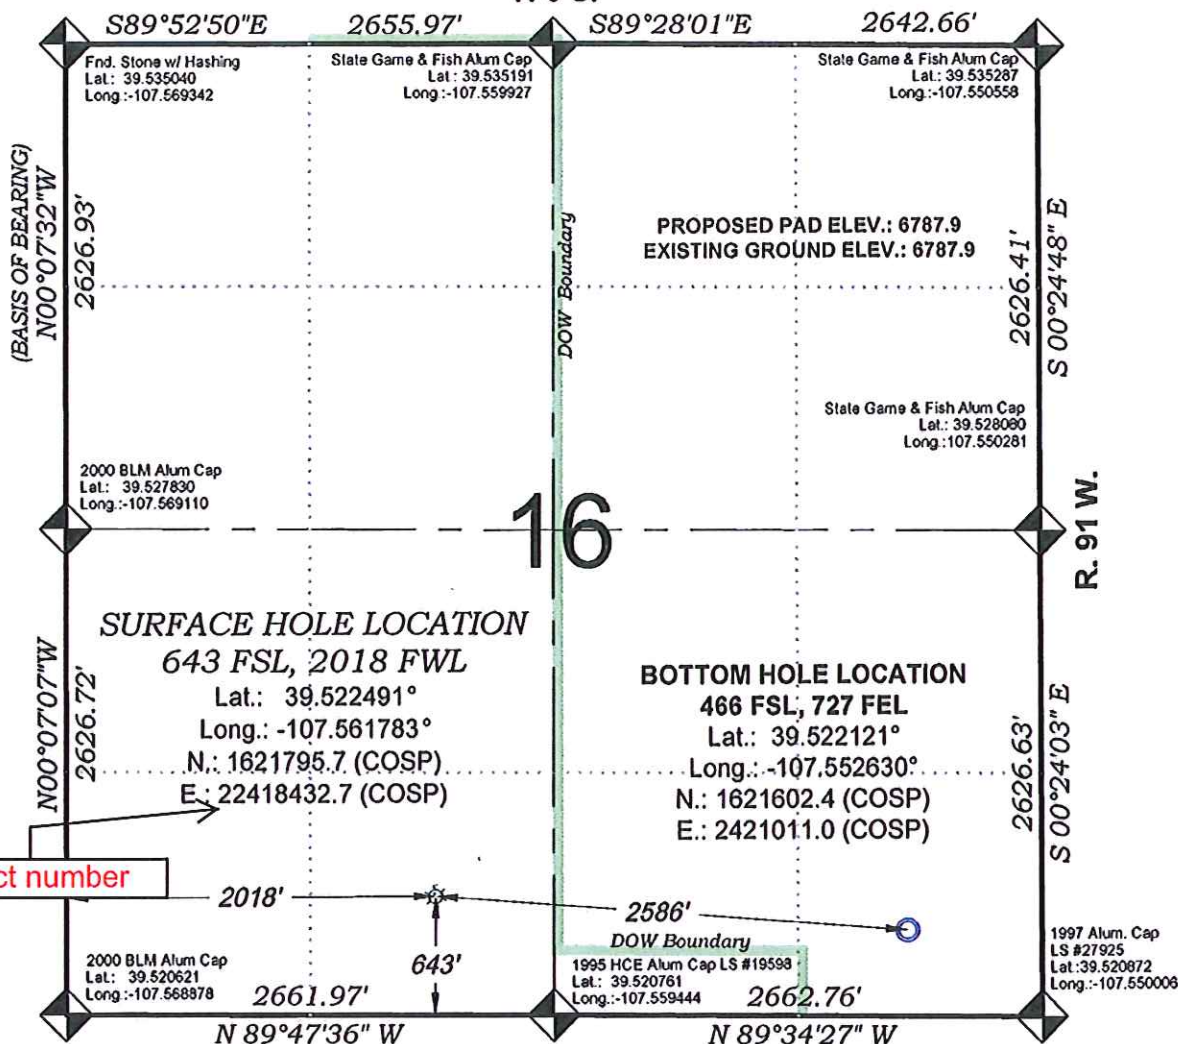 S89°52'50"E 2655.97' S89°28'01"E 2642.66'
Fnd. Stone w/ Hashing
Lat.: 39.535040
Long.:-107.569342
State Game & Fish Alum Cap
Lat : 39.535191
Long.:-107.559927
State Game & Fish Alum Cap
Lat.: 39.535287
Long.:-107.550558
(BASIS OF BEARING)
N00°07'32"W
2626.93'
DOW Boundary
PROPOSED PAD ELEV.: 6787.9
EXISTING GROUND ELEV.: 6787.9
2626.41'
S 00°24'48" E
State Game & Fish Alum Cap
Lat.: 39.528080
Long.:107.550281
2000 BLM Alum Cap
Lat.: 39.527830
Long.:-107.569110
16
R. 91 W.
SURFACE HOLE LOCATION
643 FSL, 2018 FWL
Lat.: 39.522491°
Long.: -107.561783°
N.: 1621795.7 (COSP)
E.: 22418432.7 (COSP)
BOTTOM HOLE LOCATION
466 FSL, 727 FEL
Lat.: 39.522121°
Long.: -107.552630°
N.: 1621602.4 (COSP)
E.: 2421011.0 (COSP)
N00°07'07"W
2626.72'
2626.63'
S 00°24'03" E
ct number
2018'
2586'
643'
DOW Boundary
2000 BLM Alum Cap
Lat.: 39.520621
Long.:-107.568878
1995 HCE Alum Cap LS #19598
Lat.: 39.520761
Long.:-107.559444
1997 Alum. Cap
LS #27925
Lat.:39.520872
Long.:-107.550006
2661.97' 2662.76'
N 89°47'36" W N 89°34'27" W